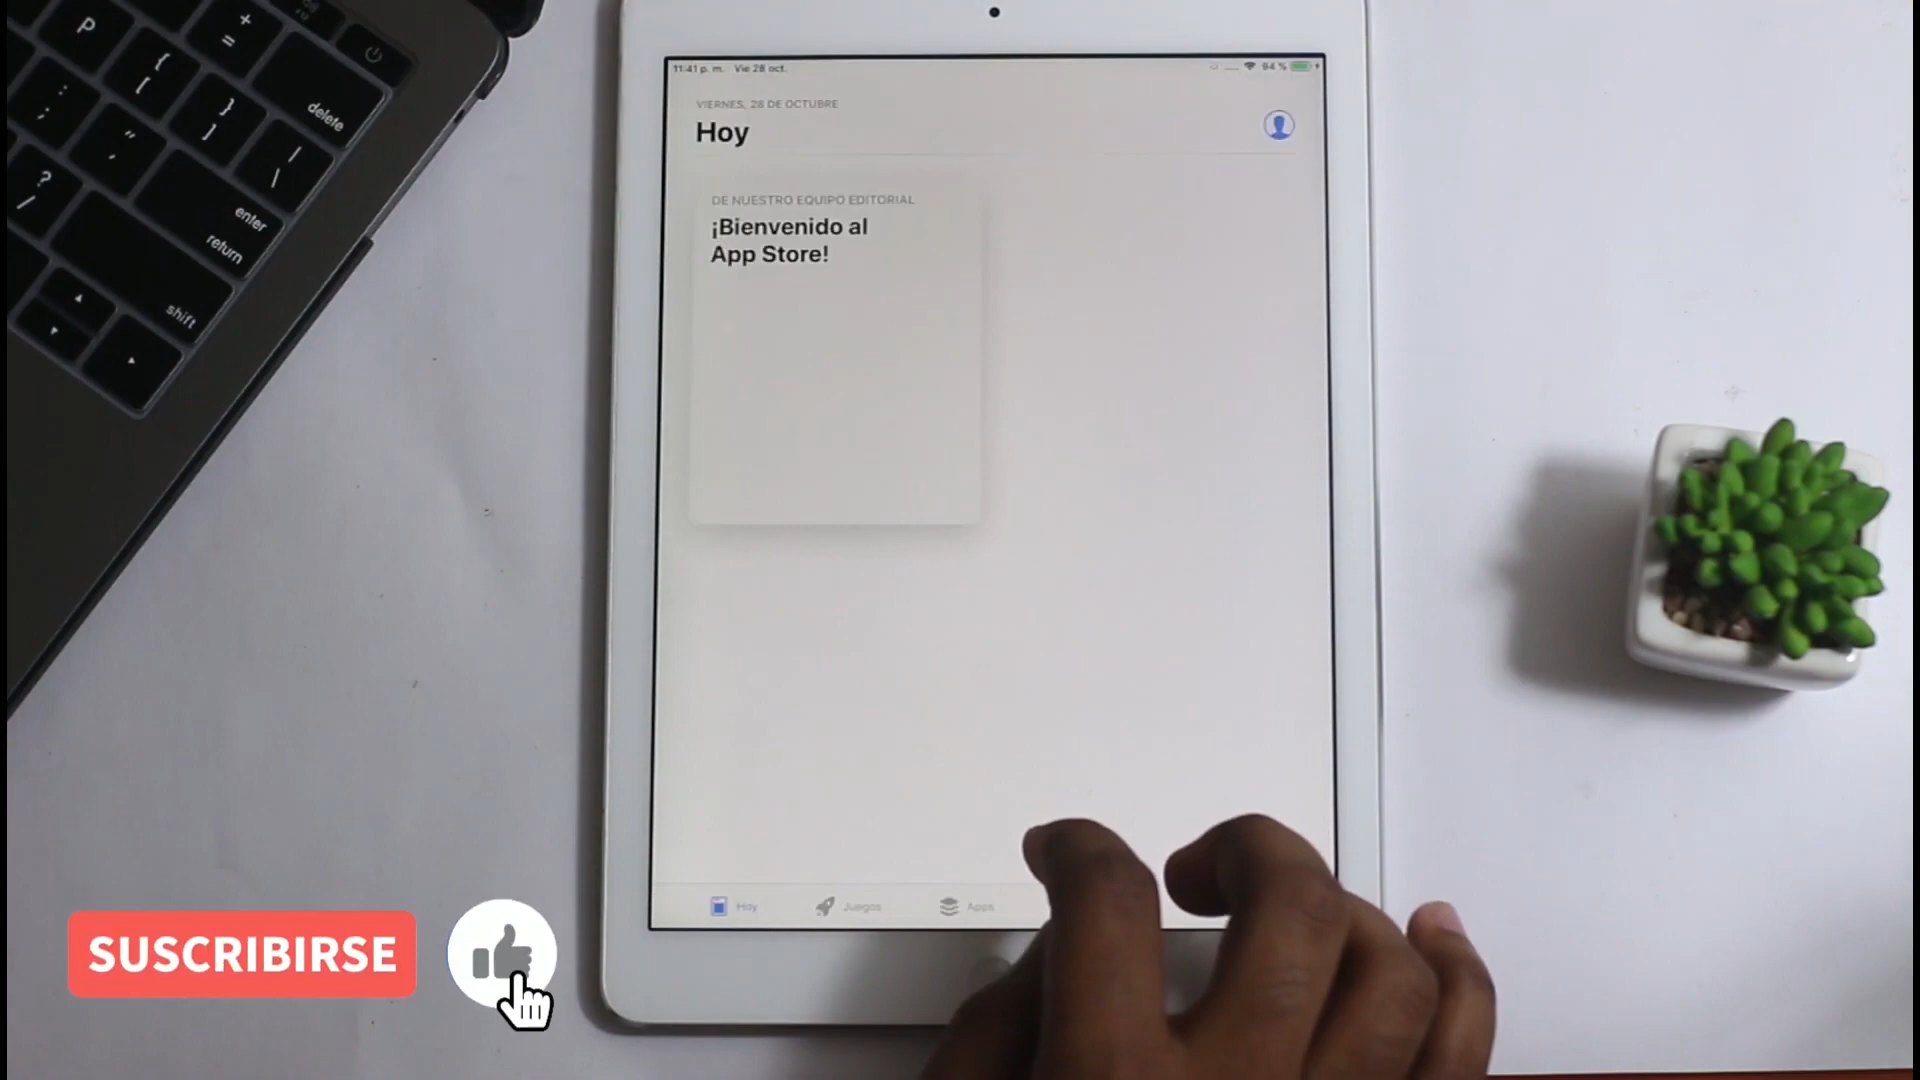 P
+
=
{
[
delete
:
;
}
]
"
'
|
\
enter
return
?
/
shift
11:41 p. m. Vie 28 oct.
94 %
VIERNES, 28 DE OCTUBRE
Hoy
DE NUESTRO EQUIPO EDITORIAL
¡Bienvenido al
App Store!
Hoy
Juegos
Apps
SUSCRIBIRSE